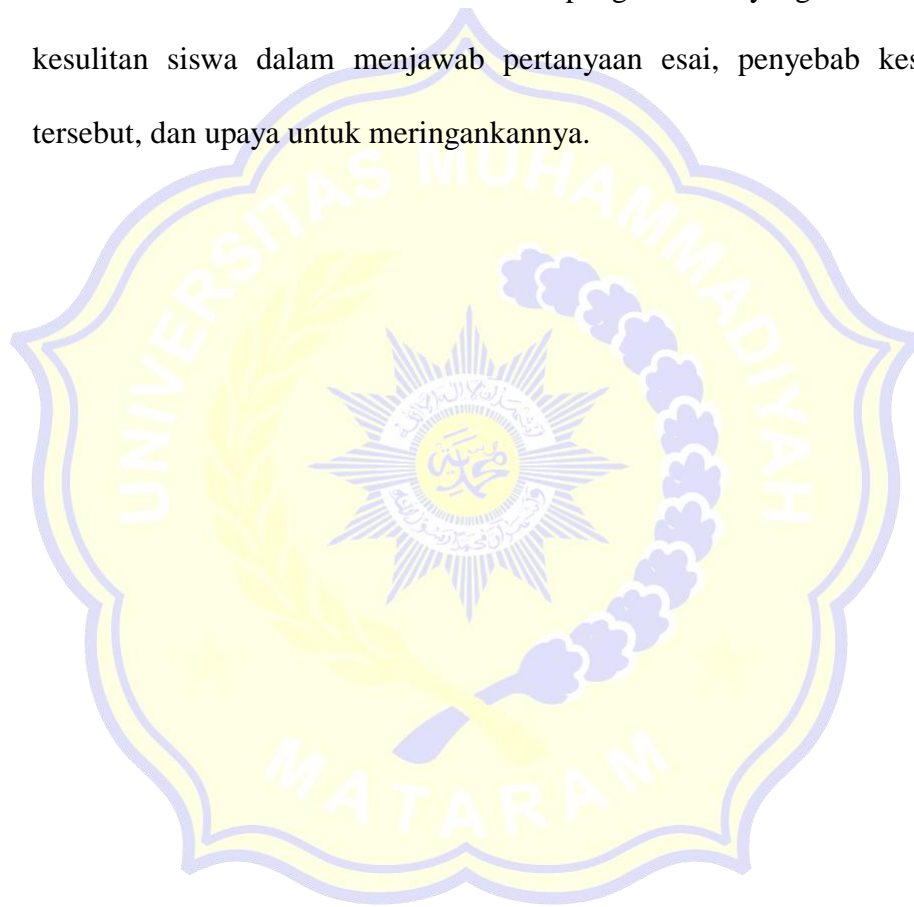 kesulitan siswa dalam menjawab pertanyaan esai, penyebab kes
tersebut, dan upaya untuk meringankannya.
UNIVERSITAS MUHAMMADIYAH
MATARAM